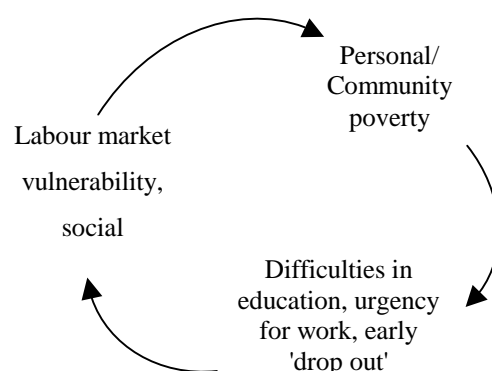 Personal/
Community
poverty
Labour market
vulnerability,
social
Difficulties in
education, urgency
for work, early
'drop out'